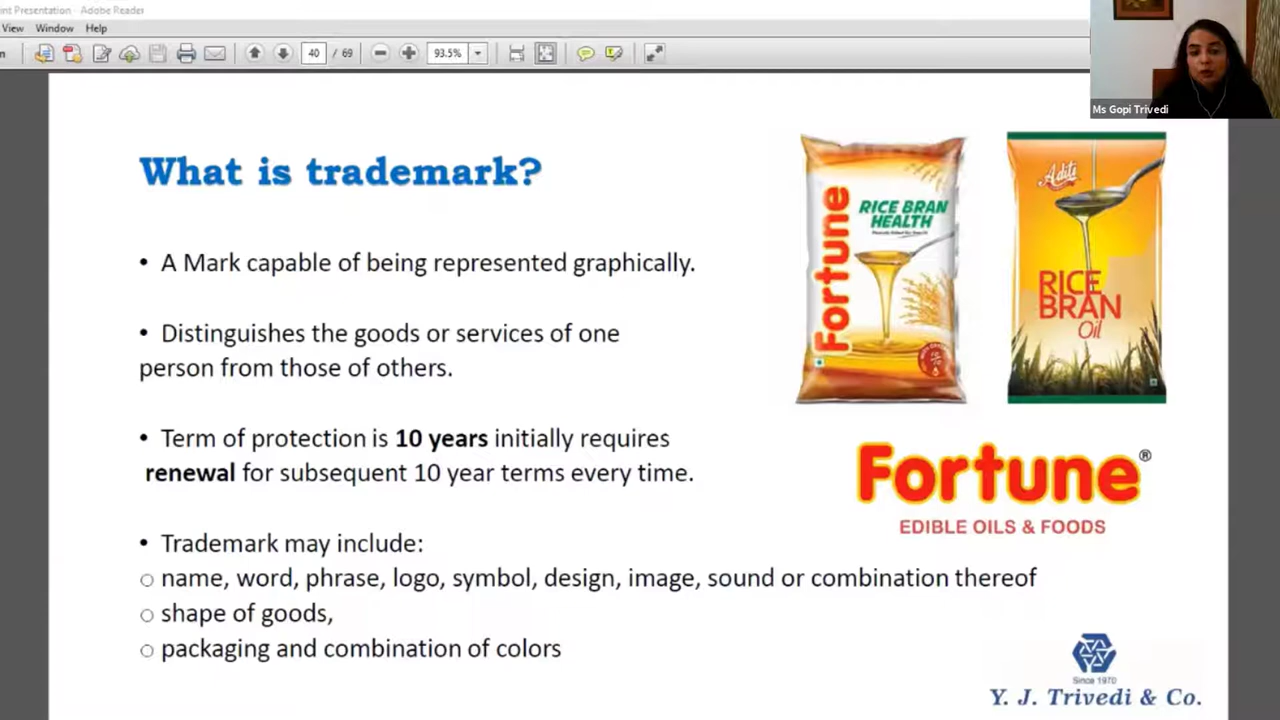 nt Presentation - Adobe Reader
View Window Help
40 / 69
93.5%
Ms Gopi Trivedi
What is trademark?
• A Mark capable of being represented graphically.
• Distinguishes the goods or services of one
person from those of others.
• Term of protection is 10 years initially requires
renewal for subsequent 10 year terms every time.
• Trademark may include:
○ name, word, phrase, logo, symbol, design, image, sound or combination thereof
○ shape of goods,
○ packaging and combination of colors
Fortune
RICE BRAN
HEALTH
Aditi
RICE
BRAN
Oil
Fortune®
EDIBLE OILS & FOODS
Since 1970
Y. J. Trivedi & Co.